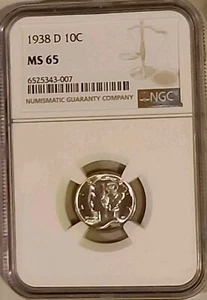 1938 D 10C
MS 65
6525343-007
NUMISMATIC GUARANTY COMPANY
NGC